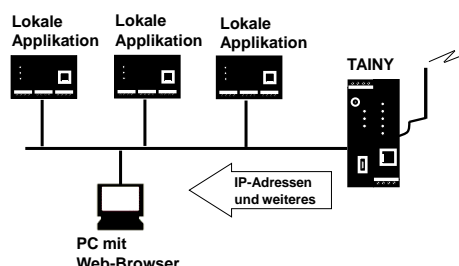 Lokale
Applikation
Lokale
Applikation
Lokale
Applikation
TAINY
IP-Adressen
und weiteres
PC mit
Web-Browser